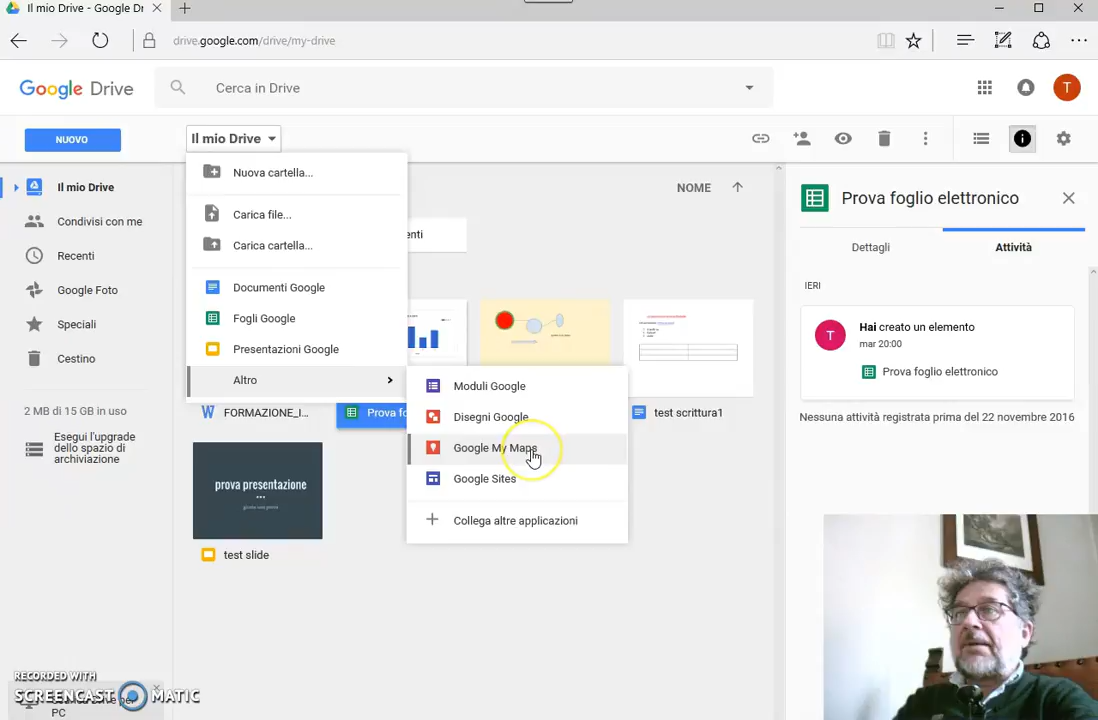 Il mio Drive - Google Dr
drive.google.com/drive/my-drive
Google Drive
Cerca in Drive
T
NUOVO
Il mio Drive
Il mio Drive
Condivisi con me
Recenti
Google Foto
Speciali
Cestino
2 MB di 15 GB in uso
Esegui l'upgrade
dello spazio di
archiviazione
PC
Nuova cartella...
Carica file...
Carica cartella...
Documenti Google
Fogli Google
Presentazioni Google
Altro
Moduli Google
Disegni Google
Google My Maps
Google Sites
Collega altre applicazioni
NOME
enti
FORMAZIONE_I...
Prova fo
test scrittura1
prova presentazione
test slide
Prova foglio elettronico
Dettagli
Attività
IERI
T
Hai creato un elemento
mar 20:00
Prova foglio elettronico
Nessuna attività registrata prima del 22 novembre 2016
RECORDED WITH
SCREENCAST MATIC